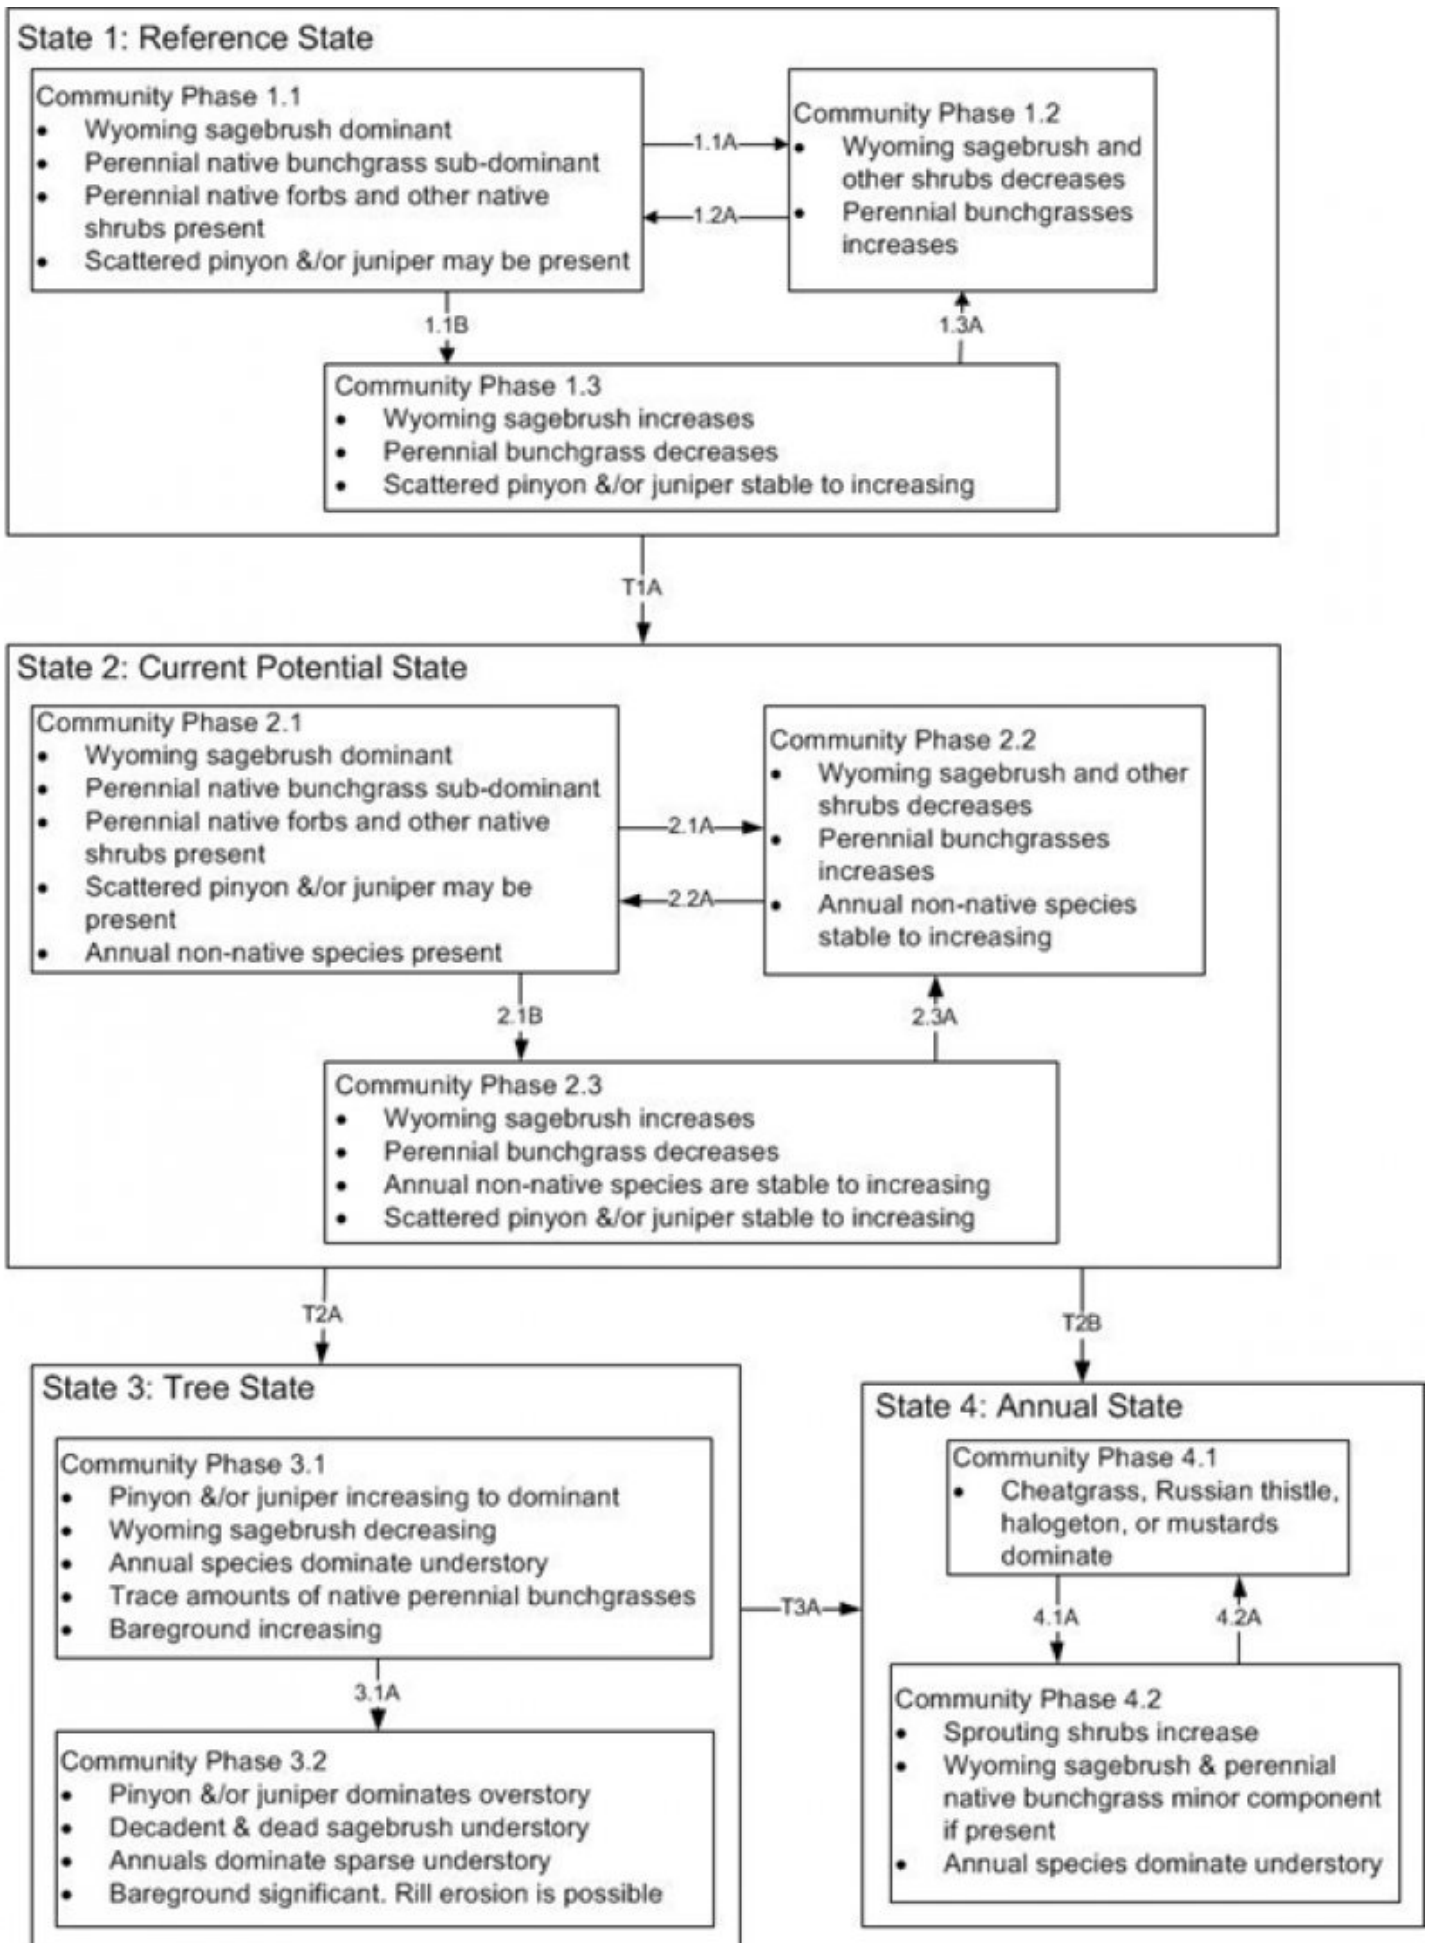 State 1: Reference State
Community Phase 1.1
• Wyoming sagebrush dominant
• Perennial native bunchgrass sub-dominant
• Perennial native forbs and other native
shrubs present
• Scattered pinyon &/or juniper may be present
1.1A
1.2A
Community Phase 1.2
• Wyoming sagebrush and
other shrubs decreases
• Perennial bunchgrasses
increases
1.1B
1.3A
Community Phase 1.3
• Wyoming sagebrush increases
• Perennial bunchgrass decreases
• Scattered pinyon &/or juniper stable to increasing
T1A
State 2: Current Potential State
Community Phase 2.1
• Wyoming sagebrush dominant
• Perennial native bunchgrass sub-dominant
• Perennial native forbs and other native
shrubs present
• Scattered pinyon &/or juniper may be
present
• Annual non-native species present
2.1A
2.2A
Community Phase 2.2
• Wyoming sagebrush and other
shrubs decreases
• Perennial bunchgrasses
increases
• Annual non-native species
stable to increasing
2.1B
2.3A
Community Phase 2.3
• Wyoming sagebrush increases
• Perennial bunchgrass decreases
• Annual non-native species are stable to increasing
• Scattered pinyon &/or juniper stable to increasing
T2A
T2B
State 3: Tree State
Community Phase 3.1
• Pinyon &/or juniper increasing to dominant
• Wyoming sagebrush decreasing
• Annual species dominate understory
• Trace amounts of native perennial bunchgrasses
• Bareground increasing
3.1A
Community Phase 3.2
• Pinyon &/or juniper dominates overstory
• Decadent & dead sagebrush understory
• Annuals dominate sparse understory
• Bareground significant. Rill erosion is possible
T3A
State 4: Annual State
Community Phase 4.1
• Cheatgrass, Russian thistle,
halogeton, or mustards
dominate
4.1A
4.2A
Community Phase 4.2
• Sprouting shrubs increase
• Wyoming sagebrush & perennial
native bunchgrass minor component
if present
• Annual species dominate understory